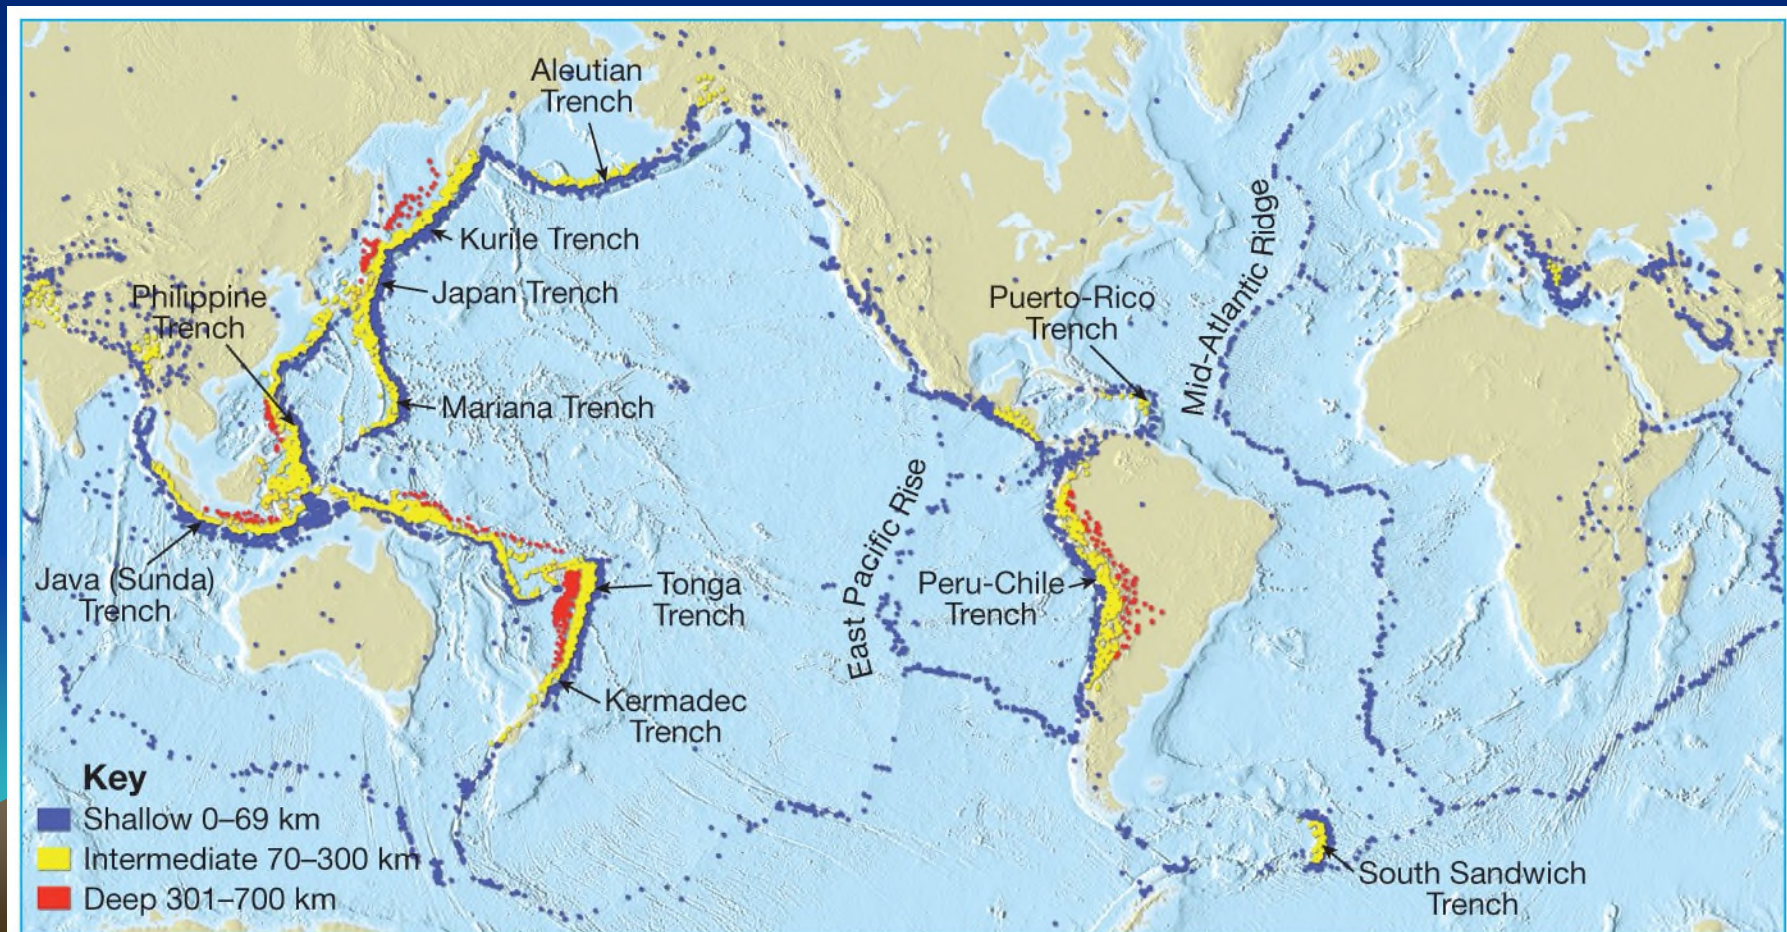 Aleutian
Trench
Kurile Trench
Japan Trench
Philippine
Trench
Puerto-Rico
Trench
Mid-Atlantic Ridge
Mariana Trench
East Pacific Rise
Java (Sunda)
Trench
Tonga
Trench
Peru-Chile
Trench
Kermadec
Trench
Key
Shallow 0–69 km
Intermediate 70–300 km
Deep 301–700 km
South Sandwich
Trench